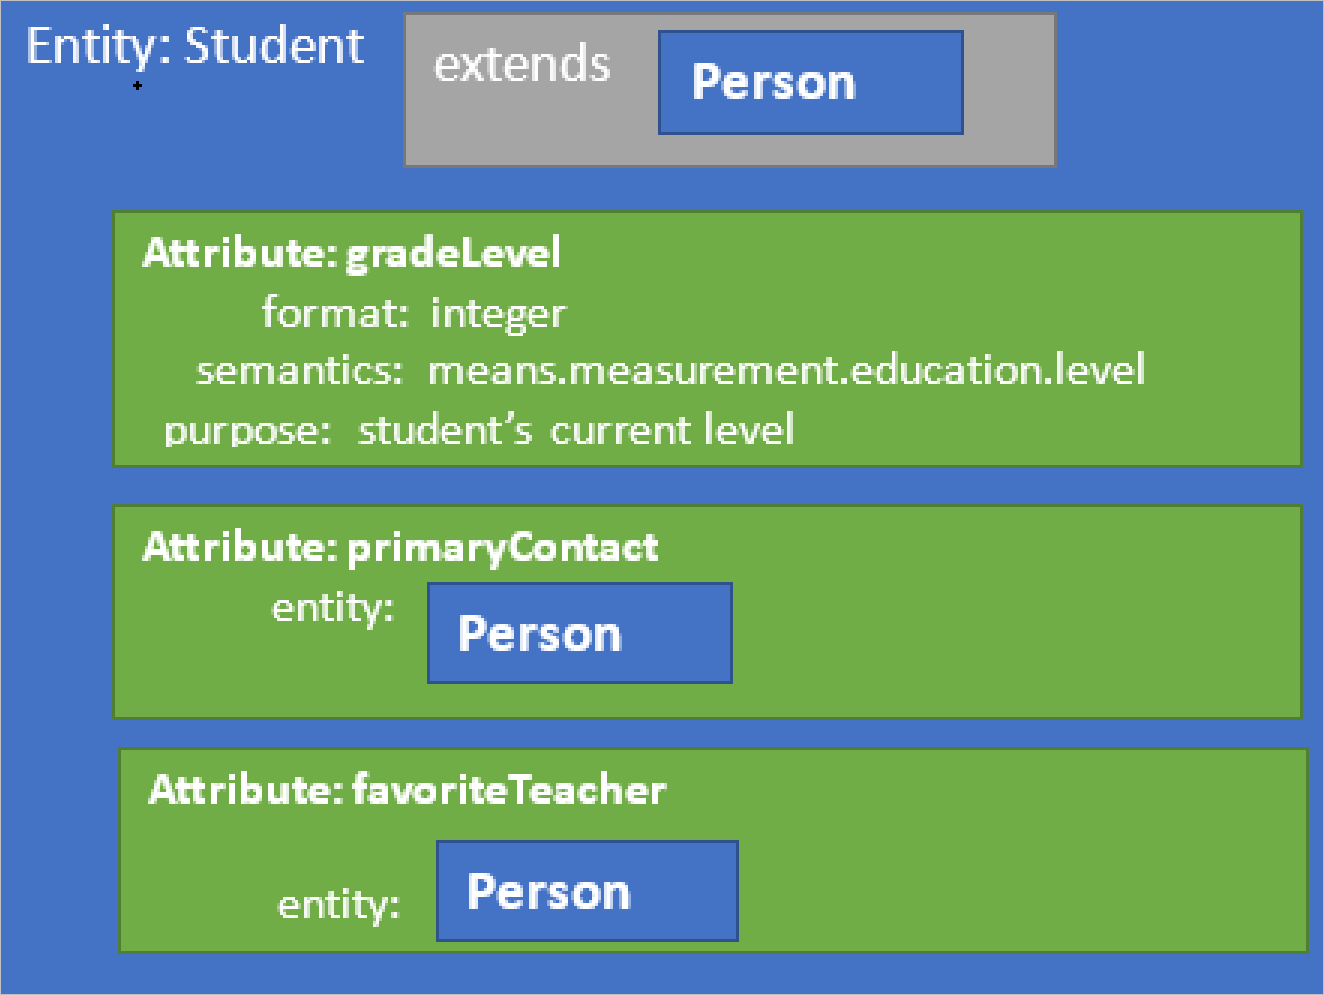 Entity: Student
extends
Person
Attribute: gradeLevel
format: integer
semantics: means.measurement.education.level
purpose: student’s current level
Attribute: primaryContact
entity:
Person
Attribute: favoriteTeacher
entity:
Person